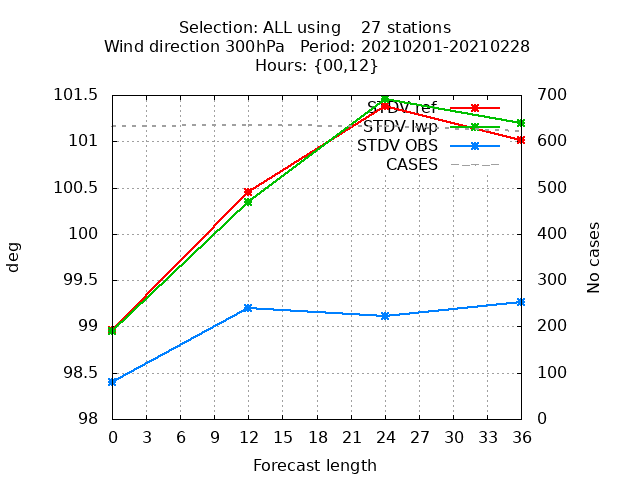 Selection: ALL using    27 stations
Wind direction 300hPa   Period: 20210201-20210228
Hours: {00,12}
STDV ref
STDV lwp
STDV OBS
CASES
101.5
101
100.5
100
99.5
99
98.5
98
700
600
500
400
300
200
100
0
deg
No cases
0 3 6 9 12 15 18 21 24 27 30 33 36
Forecast length